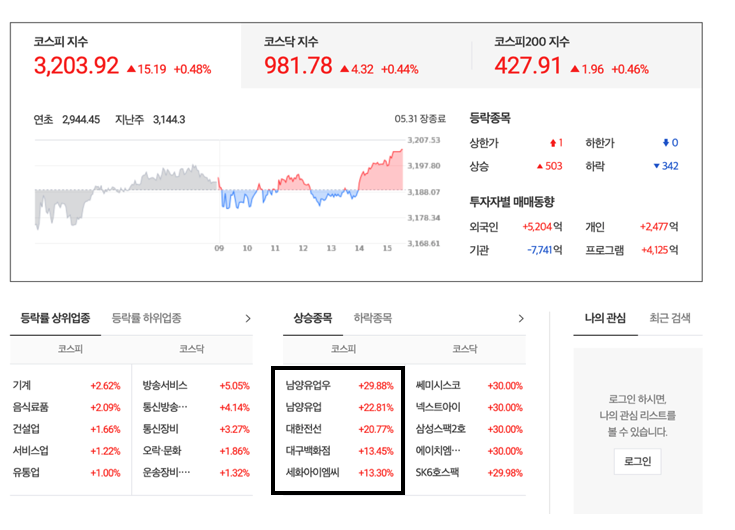 코스피 지수
3,203.92 ▲15.19 +0.48%
코스닥 지수
981.78 ▲4.32 +0.44%
코스피200 지수
427.91 ▲1.96 +0.46%
연초 2,944.45 지난주 3,144.3
05.31 장종료
3,207.53
3,197.80
3,188.07
3,178.34
3,168.61
09 10 11 12 13 14 15
등락종목
상한가 1 하한가 0
상승 ▲503 하락 ▼342
투자자별 매매동향
외국인 +5,204억 개인 +2,477억
기관 -7,741억 프로그램 +4,125억
등락률 상위업종 등락률 하위업종 >
코스피 코스닥
기계 +2.62% 방송서비스 +5.05%
음식료품 +2.09% 통신방송… +4.14%
건설업 +1.66% 통신장비 +3.27%
서비스업 +1.22% 오락·문화 +1.86%
유통업 +1.00% 운송장비·… +1.32%
상승종목 하락종목 >
코스피 코스닥
남양유업우 +29.88% 쎄미시스코 +30.00%
남양유업 +22.81% 넥스트아이 +30.00%
대한전선 +20.77% 삼성스팩2호 +30.00%
대구백화점 +13.45% 에이치엠… +30.00%
세화아이엠씨 +13.30% SK6호스팩 +29.98%
나의 관심 최근 검색
로그인 하시면,
나의 관심 리스트를
볼 수 있습니다.
로그인